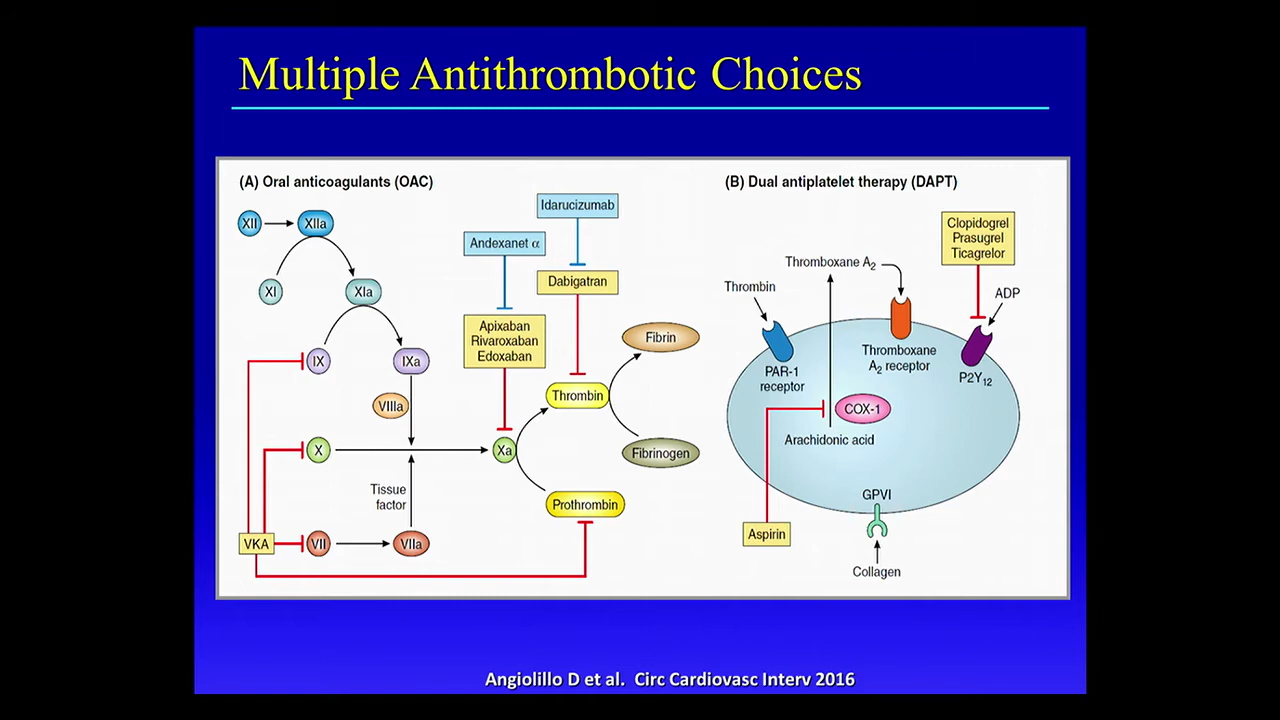 Multiple Antithrombotic Choices
(A) Oral anticoagulants (OAC)
XII
XIIa
XI
XIa
IX
IXa
VIIIa
X
Xa
Tissue
factor
VKA
VII
VIIa
Andexanet α
Idarucizumab
Dabigatran
Apixaban
Rivaroxaban
Edoxaban
Fibrin
Thrombin
Fibrinogen
Prothrombin
(B) Dual antiplatelet therapy (DAPT)
Clopidogrel
Prasugrel
Ticagrelor
Thromboxane A2
Thrombin
ADP
PAR-1
receptor
Thromboxane
A2 receptor
P2Y12
COX-1
Arachidonic acid
GPVI
Aspirin
Collagen
Angiolillo D et al. Circ Cardiovasc Interv 2016